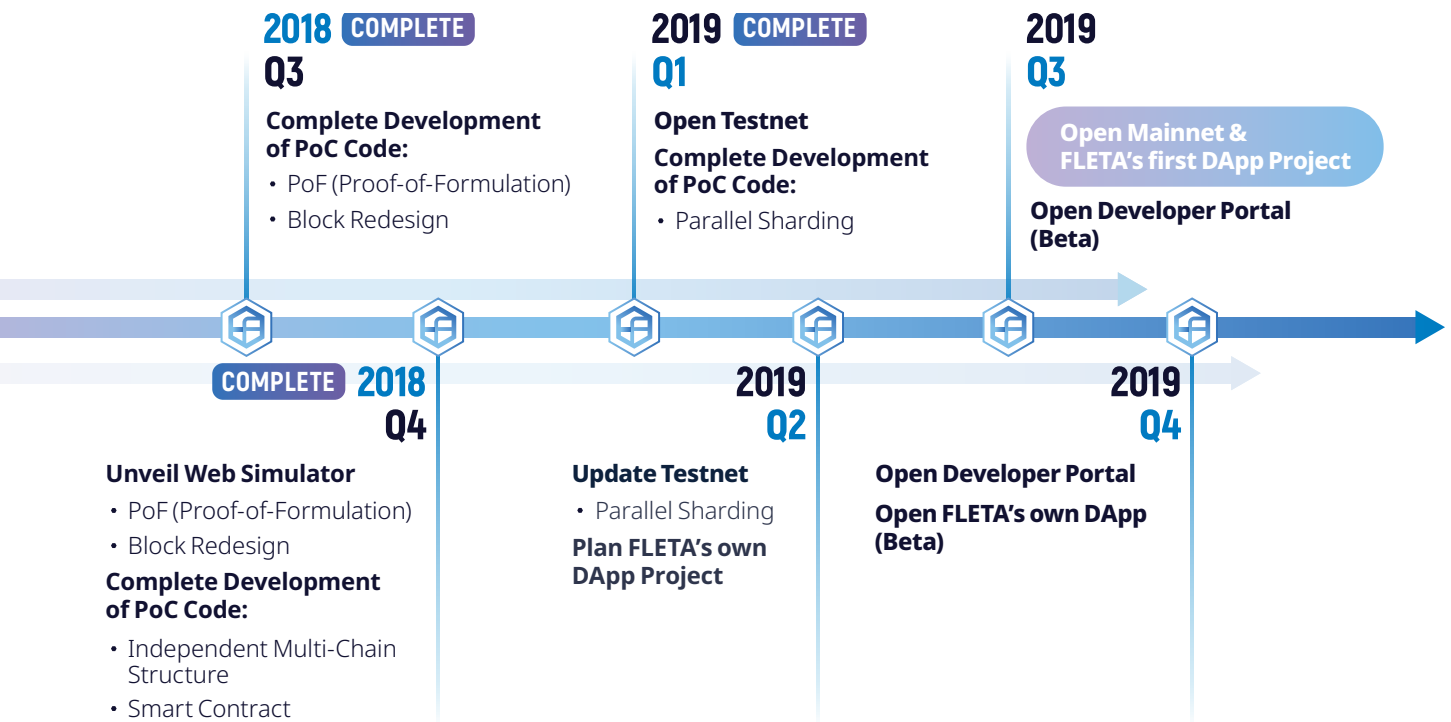 2018 COMPLETE
Q3
Complete Development
of PoC Code:
• PoF (Proof-of-Formulation)
• Block Redesign
2019 COMPLETE
Q1
Open Testnet
Complete Development
of PoC Code:
• Parallel Sharding
2019
Q3
Open Mainnet &
FLETA’s first DApp Project
Open Developer Portal
(Beta)
COMPLETE 2018
Q4
Unveil Web Simulator
• PoF (Proof-of-Formulation)
• Block Redesign
Complete Development
of PoC Code:
• Independent Multi-Chain
Structure
• Smart Contract
2019
Q2
Update Testnet
• Parallel Sharding
Plan FLETA’s own
DApp Project
2019
Q4
Open Developer Portal
Open FLETA’s own DApp
(Beta)